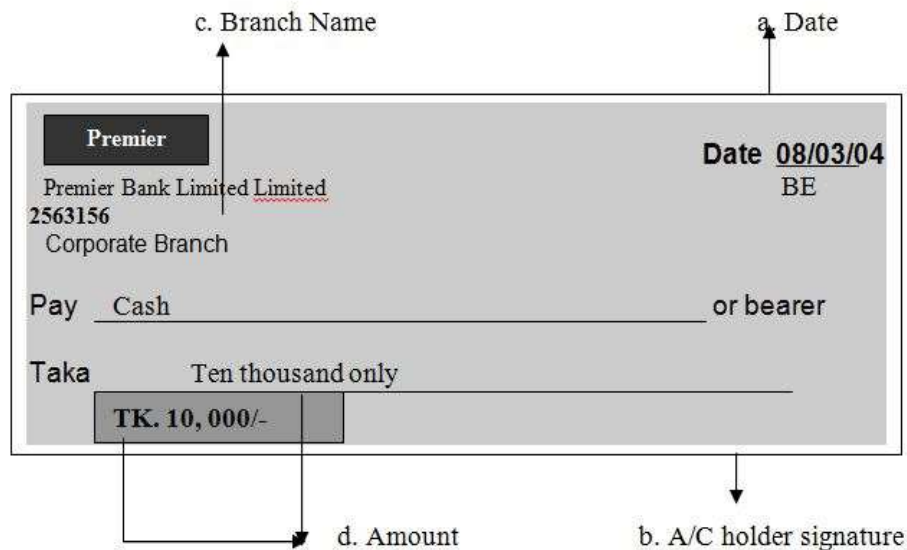 c. Branch Name a. Date
Premier
Date 08/03/04
Premier Bank Limited Limited BE
2563156
Corporate Branch
Pay Cash or bearer
Taka Ten thousand only
TK. 10, 000/-
d. Amount b. A/C holder signature